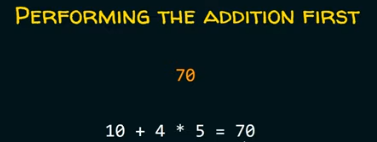 PERFORMING THE ADDITION FIRST
70
10 + 4 * 5 = 70